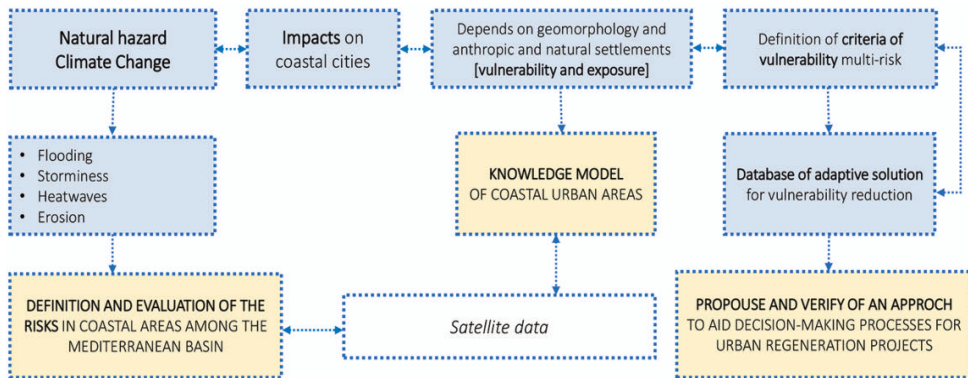 Natural hazard
Climate Change
Impacts on
coastal cities
Depends on geomorphology and
anthropic and natural settlements
[vulnerability and exposure]
Definition of criteria of
vulnerability multi-risk
• Flooding
• Storminess
• Heatwaves
• Erosion
KNOWLEDGE MODEL
OF COASTAL URBAN AREAS
Database of adaptive solution
for vulnerability reduction
DEFINITION AND EVALUATION OF THE
RISKS IN COASTAL AREAS AMONG THE
MEDITERRANEAN BASIN
Satellite data
PROPOUSE AND VERIFY OF AN APPROCH
TO AID DECISION-MAKING PROCESSES FOR
URBAN REGENERATION PROJECTS